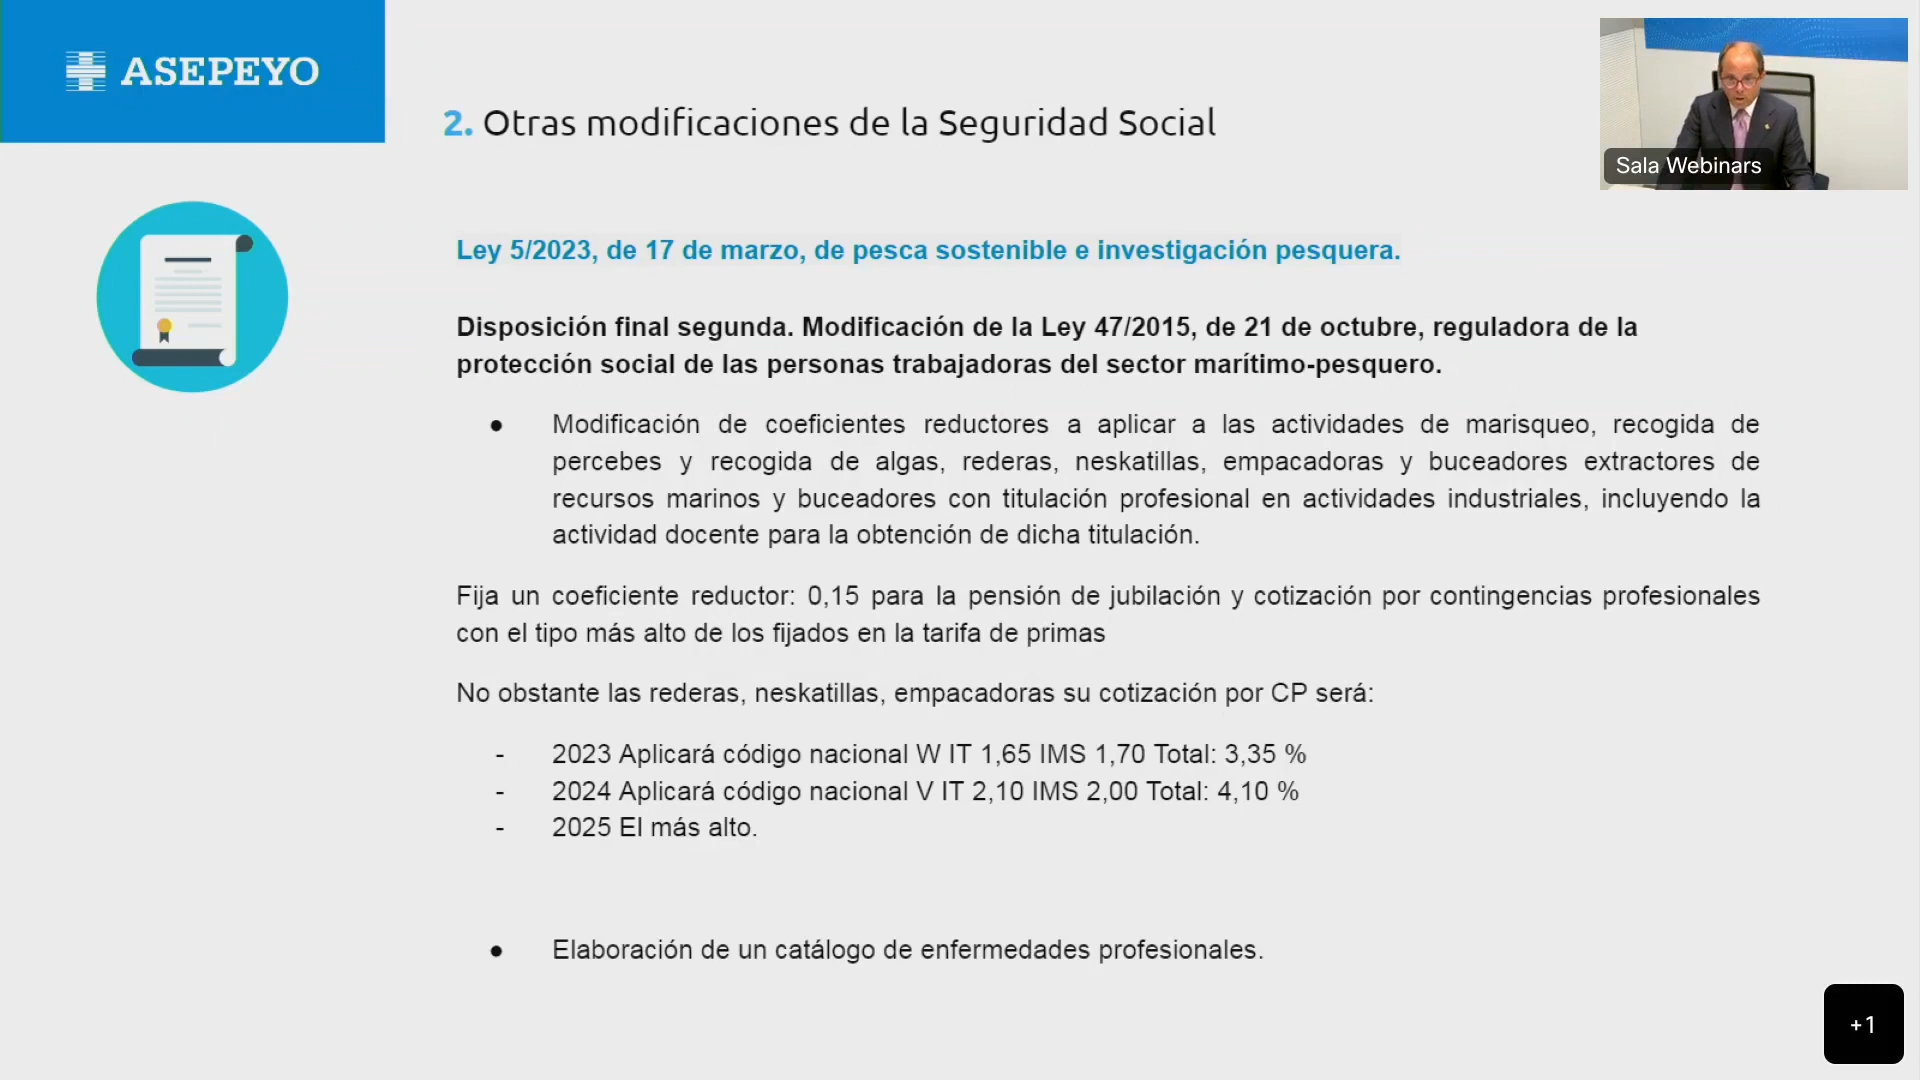 ASEPEYO
2. Otras modificaciones de la Seguridad Social
Sala Webinars
Ley 5/2023, de 17 de marzo, de pesca sostenible e investigación pesquera.
Disposición final segunda. Modificación de la Ley 47/2015, de 21 de octubre, reguladora de la
protección social de las personas trabajadoras del sector marítimo-pesquero.
● Modificación de coeficientes reductores a aplicar a las actividades de marisqueo, recogida de
percebes y recogida de algas, rederas, neskatillas, empacadoras y buceadores extractores de
recursos marinos y buceadores con titulación profesional en actividades industriales, incluyendo la
actividad docente para la obtención de dicha titulación.
Fija un coeficiente reductor: 0,15 para la pensión de jubilación y cotización por contingencias profesionales
con el tipo más alto de los fijados en la tarifa de primas
No obstante las rederas, neskatillas, empacadoras su cotización por CP será:
- 2023 Aplicará código nacional W IT 1,65 IMS 1,70 Total: 3,35 %
- 2024 Aplicará código nacional V IT 2,10 IMS 2,00 Total: 4,10 %
- 2025 El más alto.
● Elaboración de un catálogo de enfermedades profesionales.
+1